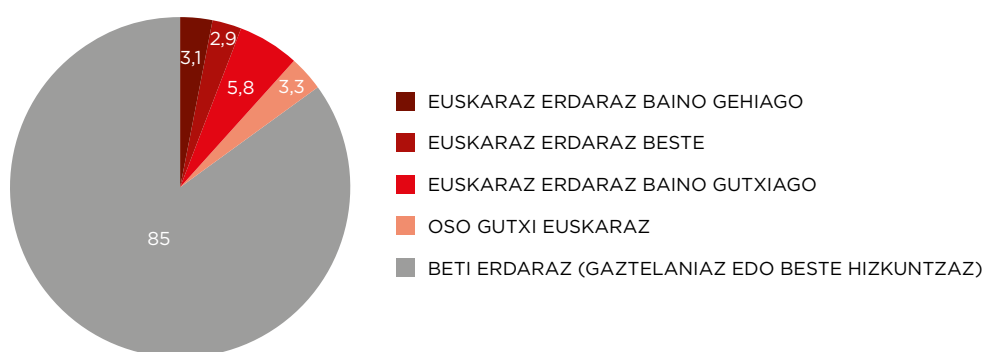 3,1
2,9
5,8
3,3
85
EUSKARAZ ERDARAZ BAINO GEHIAGO
EUSKARAZ ERDARAZ BESTE
EUSKARAZ ERDARAZ BAINO GUTXIAGO
OSO GUTXI EUSKARAZ
BETI ERDARAZ (GAZTELANIAZ EDO BESTE HIZKUNTZAZ)